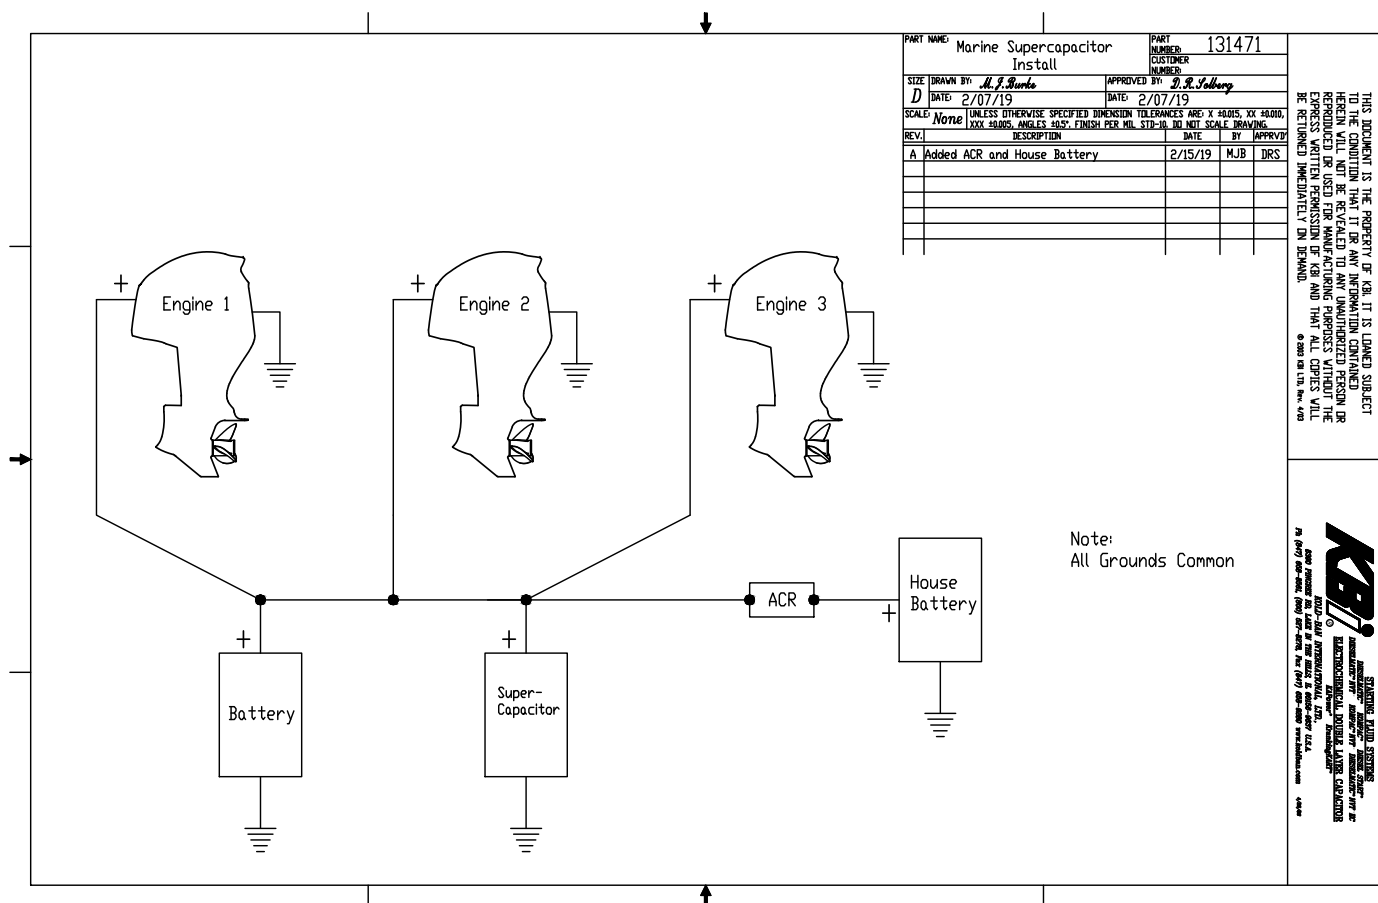 PART NAME:
Marine Supercapacitor
Install
PART
NUMBER:
131471
CUSTOMER
NUMBER:
SIZE
D
DRAWN BY:
M. J. Burke
APPROVED BY:
D. R. Solberg
DATE:
2/07/19
DATE:
2/07/19
SCALE:
None
UNLESS OTHERWISE SPECIFIED DIMENSION TOLERANCES ARE: X ±0.015, XX ±0.010,
XXX ±0.005, ANGLES ±0.5°. FINISH PER MIL STD-10. DO NOT SCALE DRAWING.
REV. DESCRIPTION DATE BY APPRVD
A Added ACR and House Battery 2/15/19 MJB DRS
THIS DOCUMENT IS THE PROPERTY OF KBI. IT IS LOANED SUBJECT
TO THE CONDITION THAT IT OR ANY INFORMATION CONTAINED
HEREIN WILL NOT BE REVEALED TO ANY UNAUTHORIZED PERSON OR
REPRODUCED OR USED FOR MANUFACTURING PURPOSES WITHOUT THE
EXPRESS WRITTEN PERMISSION OF KBI AND THAT ALL COPIES WILL
BE RETURNED IMMEDIATELY ON DEMAND.
© 2003 KBI LTD. Rev. 4/03
+
Engine 1
+
Engine 2
+
Engine 3
Note:
All Grounds Common
ACR
+
House
Battery
+
Battery
+
Super-
Capacitor
KBi
®
STARTING FLUID SYSTEMS
ELECTROCHEMICAL DOUBLE LAYER CAPACITOR
KOLD-BAN INTERNATIONAL, LTD.